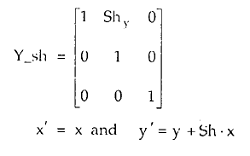 Y_sh = [1 Sh_y 0
0 1 0
0 0 1]
x′ = x and y′ = y + Sh·x